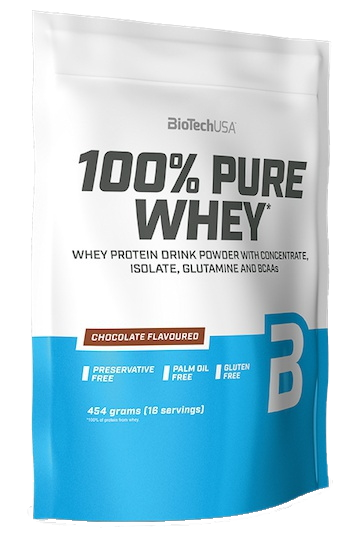 BioTechUSA
100% PURE
WHEY*
WHEY PROTEIN DRINK POWDER WITH CONCENTRATE,
ISOLATE, GLUTAMINE AND BCAAs
CHOCOLATE FLAVOURED
PRESERVATIVE FREE
PALM OIL FREE
GLUTEN FREE
B
454 grams (16 servings)
*100% of protein from whey